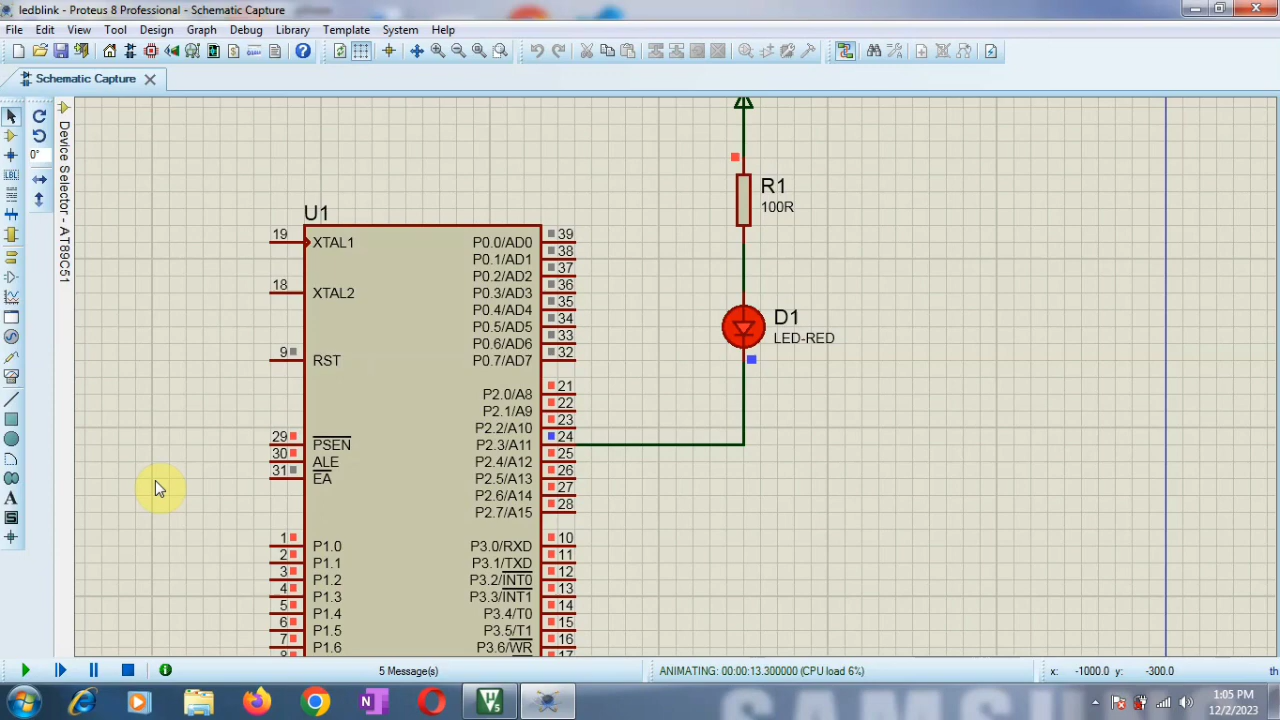 ledblink - Proteus 8 Professional - Schematic Capture
File Edit View Tool Design Graph Debug Library Template System Help
Schematic Capture
0°
LBL
Device Selector - AT89C51
R1
100R
U1
19 XTAL1 P0.0/AD0 39
P0.1/AD1 38
P0.2/AD2 37
18 XTAL2 P0.3/AD3 36
P0.4/AD4 35
P0.5/AD5 34
P0.6/AD6 33
9 RST P0.7/AD7 32
D1
LED-RED
P2.0/A8 21
P2.1/A9 22
P2.2/A10 23
29 PSEN P2.3/A11 24
30 ALE P2.4/A12 25
31 EA P2.5/A13 26
P2.6/A14 27
P2.7/A15 28
1 P1.0 P3.0/RXD 10
2 P1.1 P3.1/TXD 11
3 P1.2 P3.2/INT0 12
4 P1.3 P3.3/INT1 13
5 P1.4 P3.4/T0 14
6 P1.5 P3.5/T1 15
7 P1.6 P3.6/WR 16
8 17
5 Message(s)
ANIMATING: 00:00:13.300000 (CPU load 6%)
x: -1000.0 y: -300.0 th
1:05 PM
12/2/2023